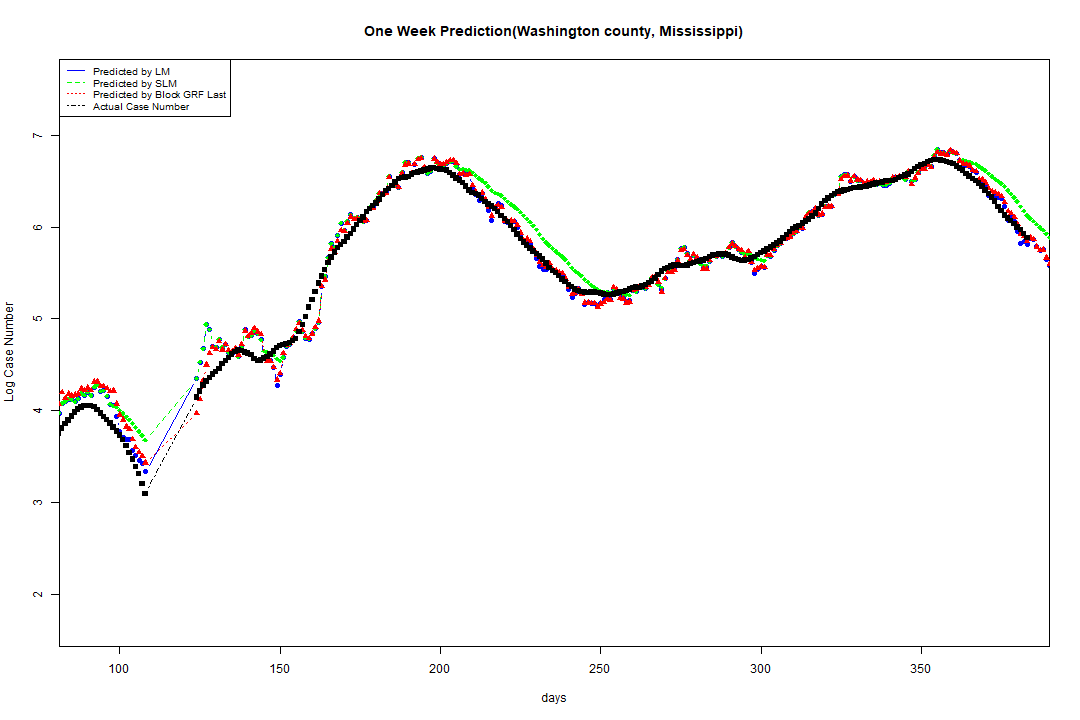 One Week Prediction(Washington county, Mississippi)
Predicted by LM
Predicted by SLM
Predicted by Block GRF Last
Actual Case Number
7
6
5
4
3
2
Log Case Number
100 150 200 250 300 350
days